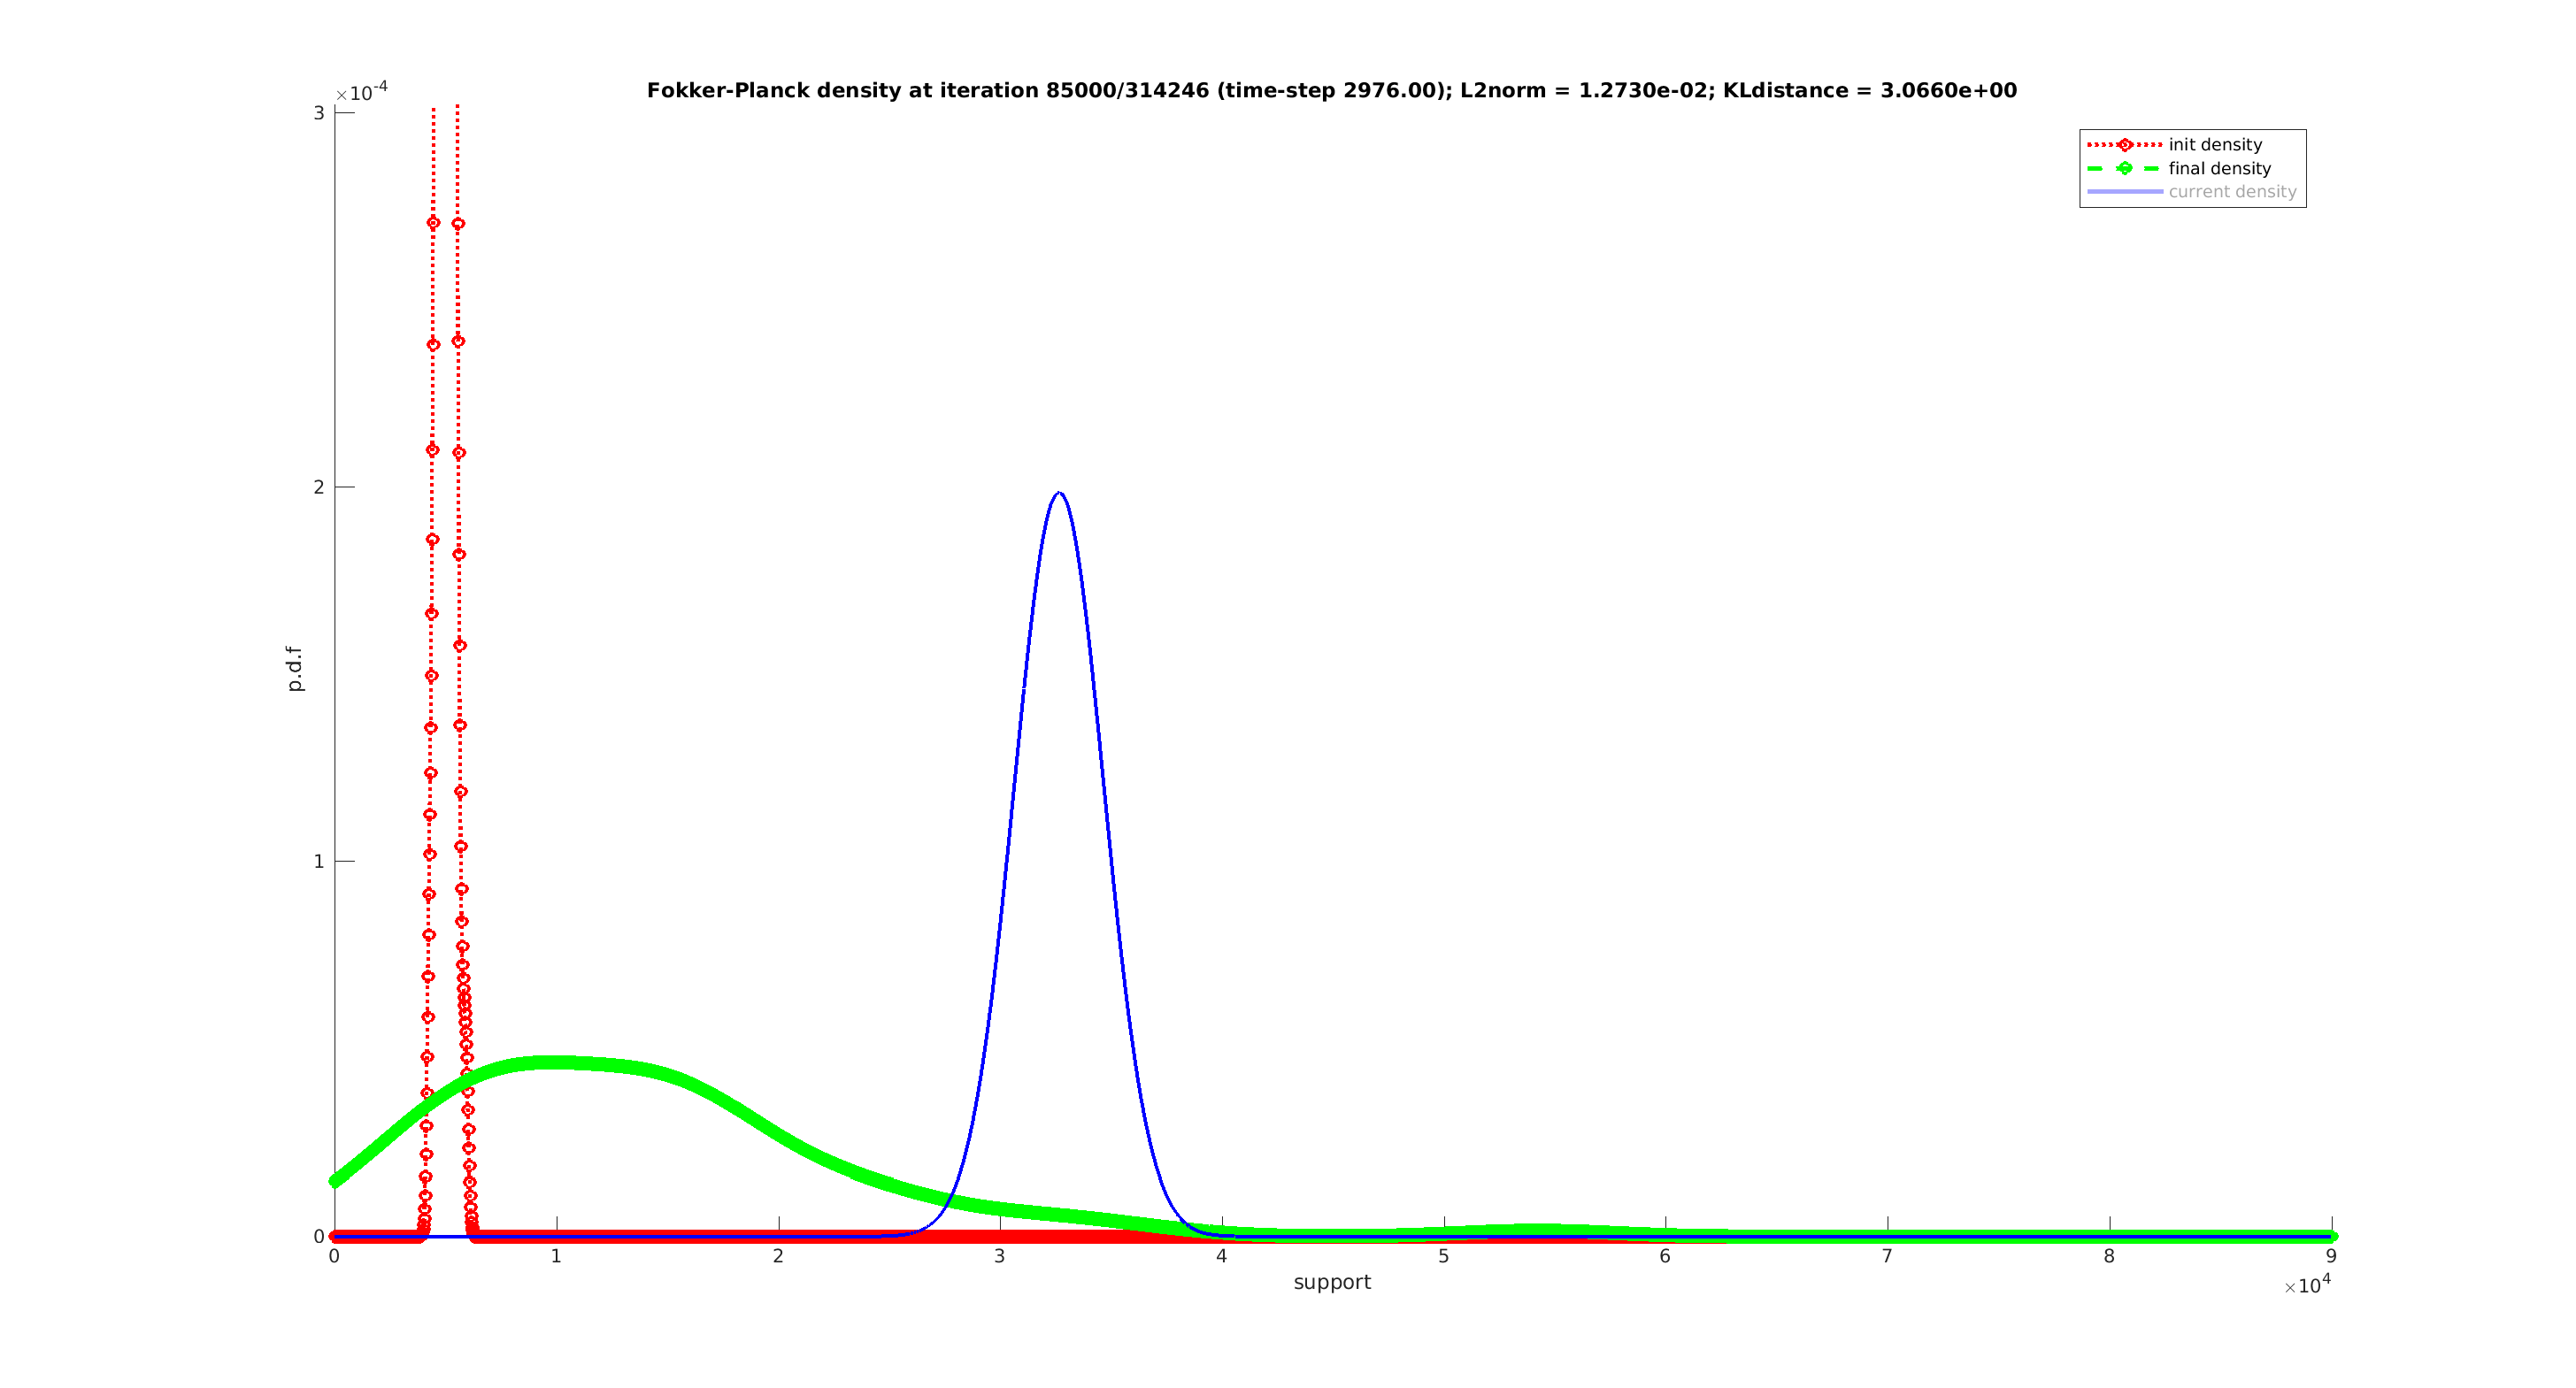 Fokker-Planck density at iteration 85000/314246 (time-step 2976.00); L2norm = 1.2730e-02; KLdistance = 3.0660e+00
×10-4
3
2
1
0
p.d.f
init density
final density
current density
0 1 2 3 4 5 6 7 8 9
support
×104